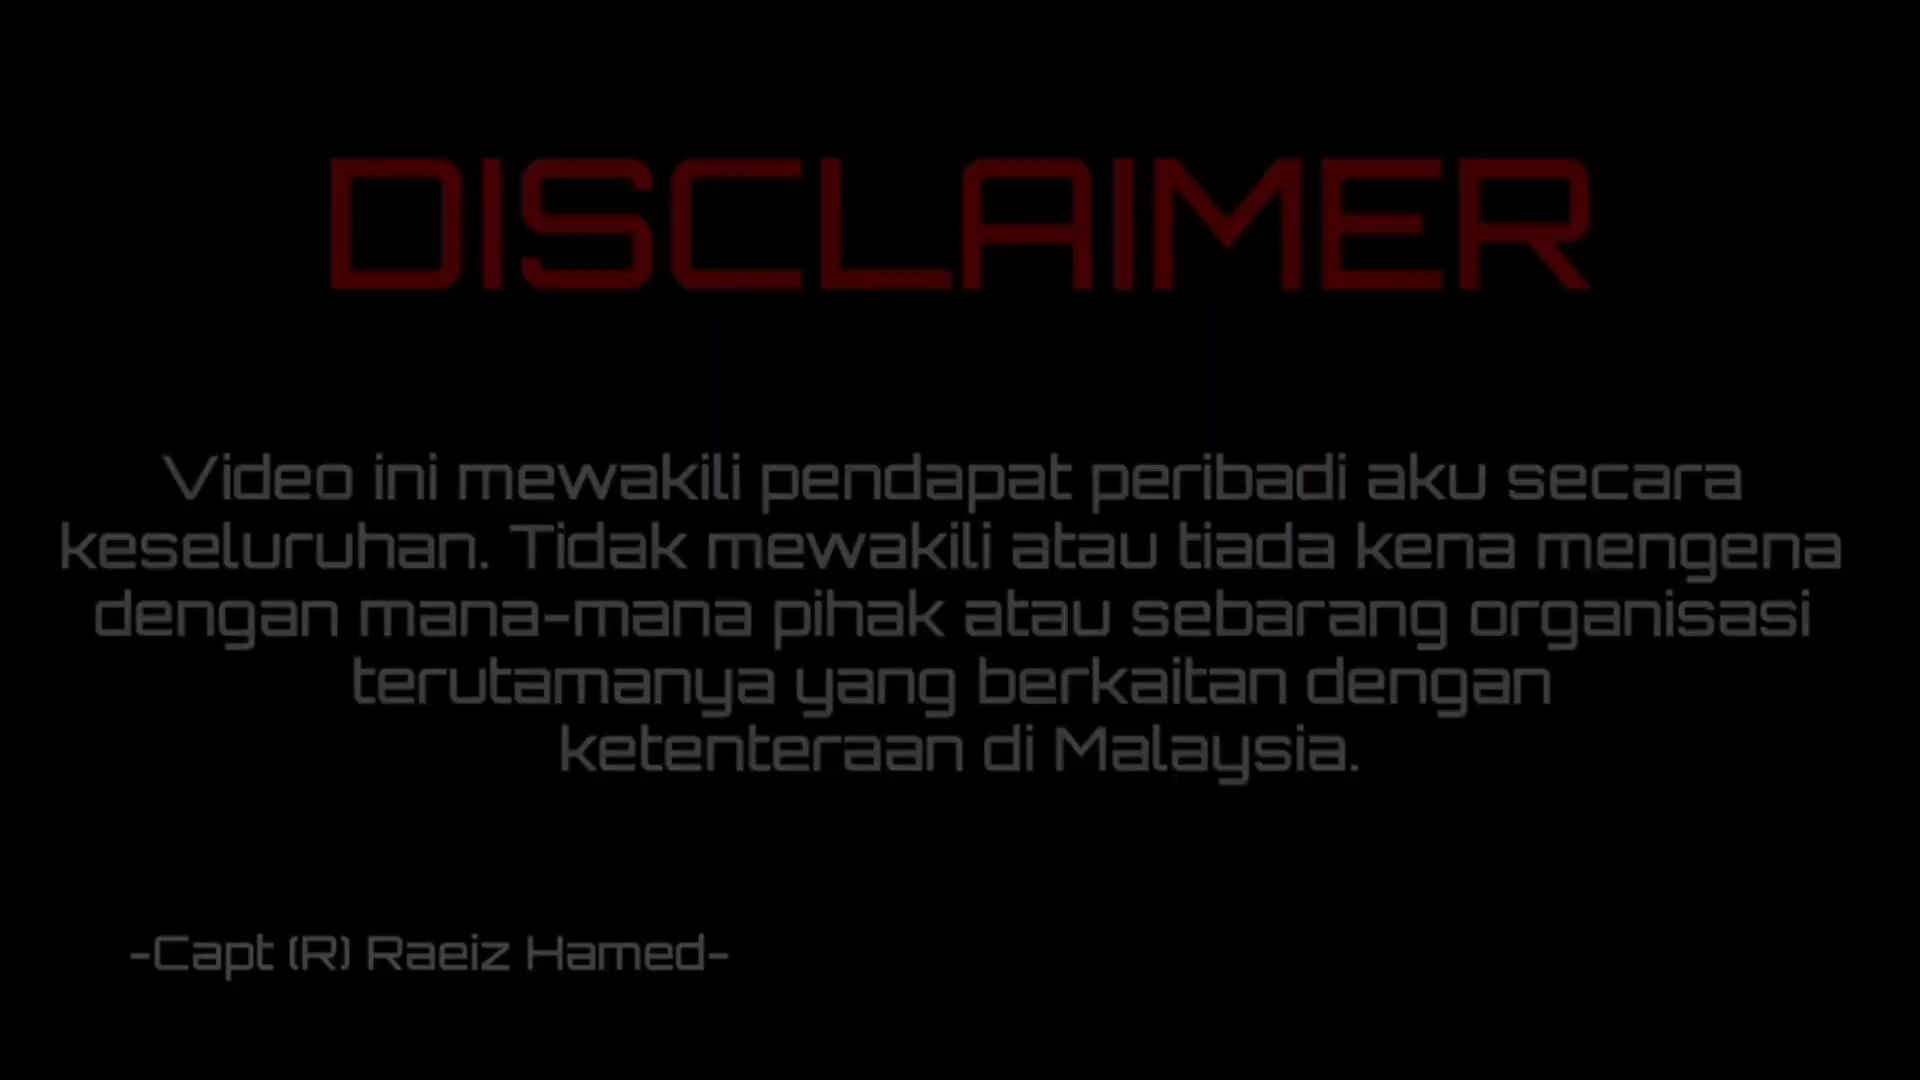 DISCLAIMER
Video ini mewakili pendapat peribadi aku secara
keseluruhan. Tidak mewakili atau tiada kena mengena
dengan mana-mana pihak atau sebarang organisasi
terutamanya yang berkaitan dengan
ketenteraan di Malaysia.
-Capt (R) Raeiz Hamed-